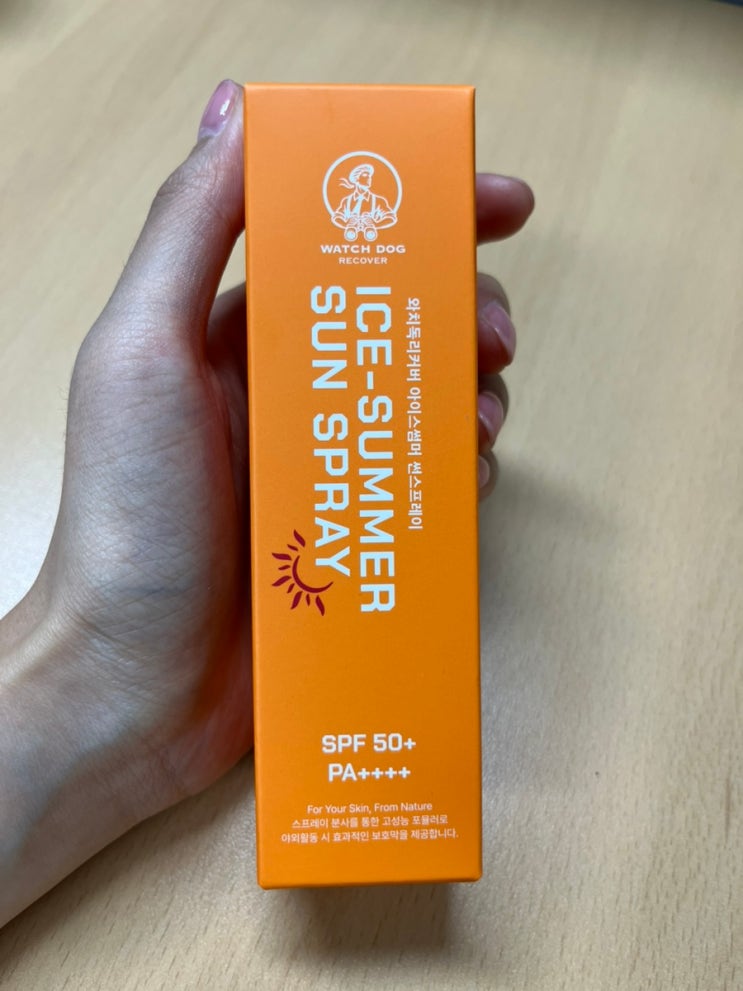 WATCH DOG
RECOVER
와치독리커버 아이스썸머 썬스프레이
ICE-SUMMER
SUN SPRAY
SPF 50+
PA++++
For Your Skin, From Nature
스프레이 분사를 통한 고성능 포뮬러로
야외활동 시 효과적인 보호막을 제공합니다.